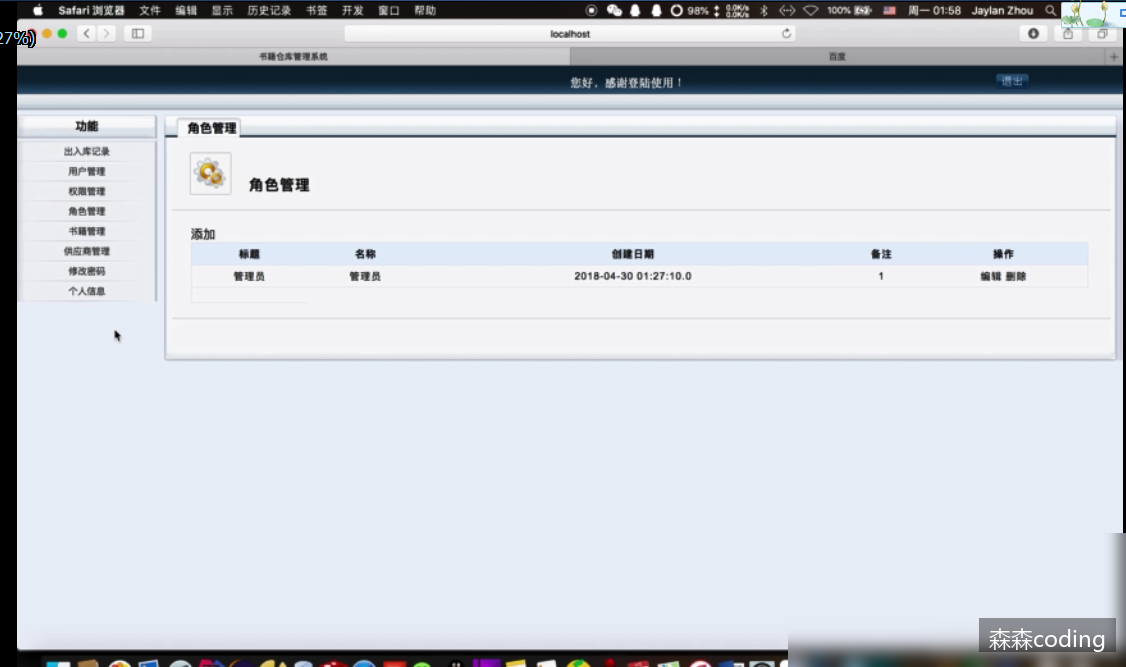 Safari 浏览器 文件 编辑 显示 历史记录 书签 开发 窗口 帮助 98% 0.0K/s 0.0K/s 100% 周一 01:58 Jaylan Zhou
27%)
localhost
书籍仓库管理系统 百度
您好，感谢登陆使用！ 退出
功能
出入库记录
用户管理
权限管理
角色管理
书籍管理
供应商管理
修改密码
个人信息
角色管理
角色管理
添加
标题 名称 创建日期 备注 操作
管理员 管理员 2018-04-30 01:27:10.0 1 编辑 删除
森森coding